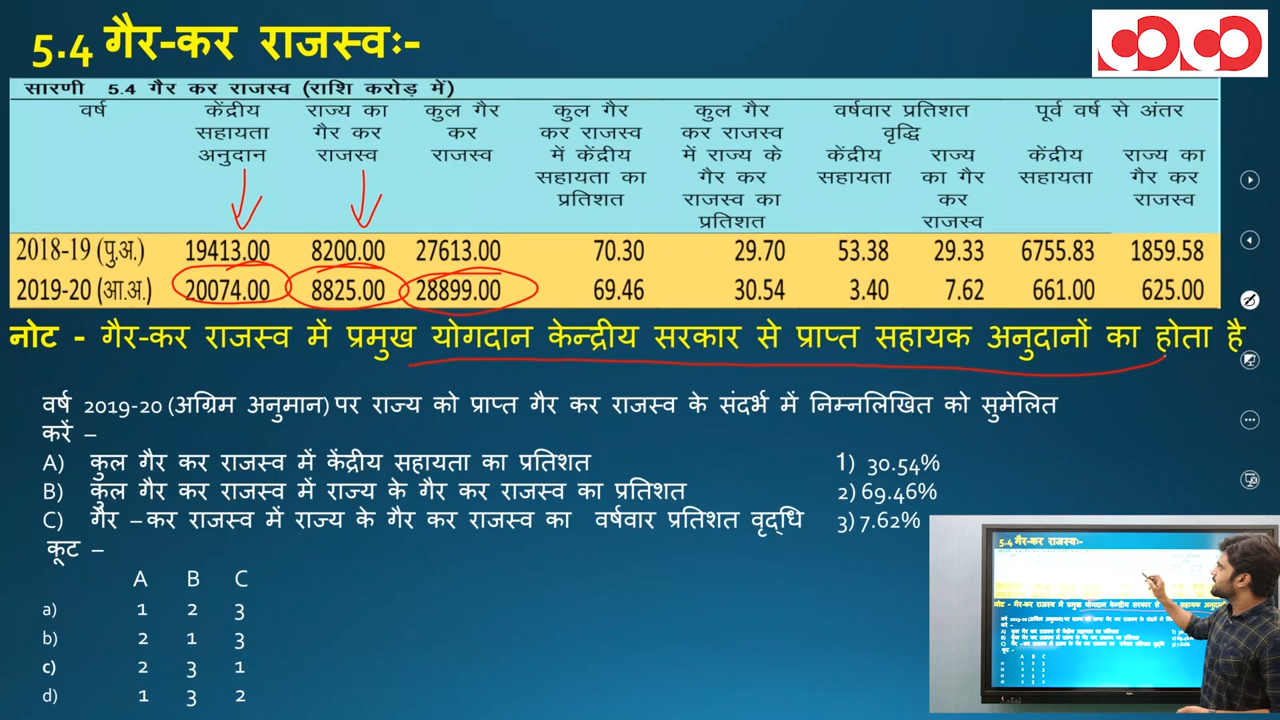 5.4 गैर-कर राजस्वः-
सारणी 5.4 गैर कर राजस्व (राशि करोड़ में)
वर्ष केंद्रीय सहायता अनुदान राज्य का गैर कर राजस्व कुल गैर कर राजस्व कुल गैर कर राजस्व में केंद्रीय सहायता का प्रतिशत कुल गैर कर राजस्व में राज्य के गैर कर राजस्व का प्रतिशत वर्षवार प्रतिशत वृद्धि केंद्रीय सहायता राज्य का गैर कर राजस्व पूर्व वर्ष से अंतर केंद्रीय सहायता राज्य का गैर कर राजस्व
2018-19 (पु.अ.) 19413.00 8200.00 27613.00 70.30 29.70 53.38 29.33 6755.83 1859.58
2019-20 (आ.अ.) 20074.00 8825.00 28899.00 69.46 30.54 3.40 7.62 661.00 625.00
नोट - गैर-कर राजस्व में प्रमुख योगदान केन्द्रीय सरकार से प्राप्त सहायक अनुदानों का होता है
वर्ष 2019-20 (अग्रिम अनुमान) पर राज्य को प्राप्त गैर कर राजस्व के संदर्भ में निम्नलिखित को सुमेलित
करें –
A) कुल गैर कर राजस्व में केंद्रीय सहायता का प्रतिशत 1) 30.54%
B) कुल गैर कर राजस्व में राज्य के गैर कर राजस्व का प्रतिशत 2) 69.46%
C) गैर –कर राजस्व में राज्य के गैर कर राजस्व का वर्षवार प्रतिशत वृद्धि 3) 7.62%
कूट –
A B C
a) 1 2 3
b) 2 1 3
c) 2 3 1
d) 1 3 2
5.4 गैर-कर राजस्वः-